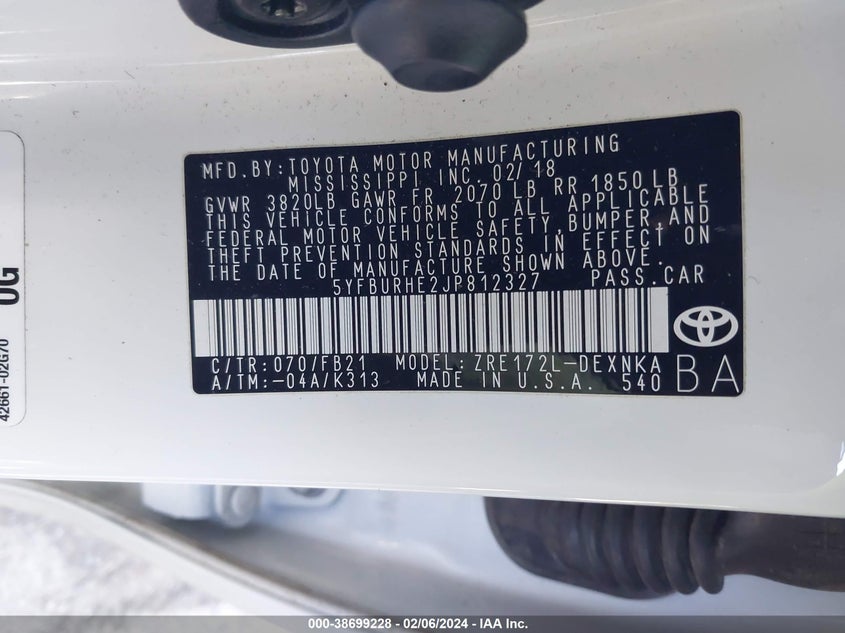 MFD.BY:TOYOTA MOTOR MANUFACTURING
MISSISSIPPI INC. 02/18
GVWR 3820LB GAWR FR 2070 LB RR 1850 LB
THIS VEHICLE CONFORMS TO ALL APPLICABLE
FEDERAL MOTOR VEHICLE SAFETY,BUMPER,AND
THEFT PREVENTION STANDARDS IN EFFECT ON
THE DATE OF MANUFACTURE SHOWN ABOVE.
5YFBURHE2JP812327 PASS.CAR
C/TR:070/FB21 MODEL: ZRE172L-DEXNKA
A/TM:-04A/K313 MADE IN U.S.A. 540
BA
42661-02G70
0G
000-38699228 - 02/06/2024 - IAA Inc.